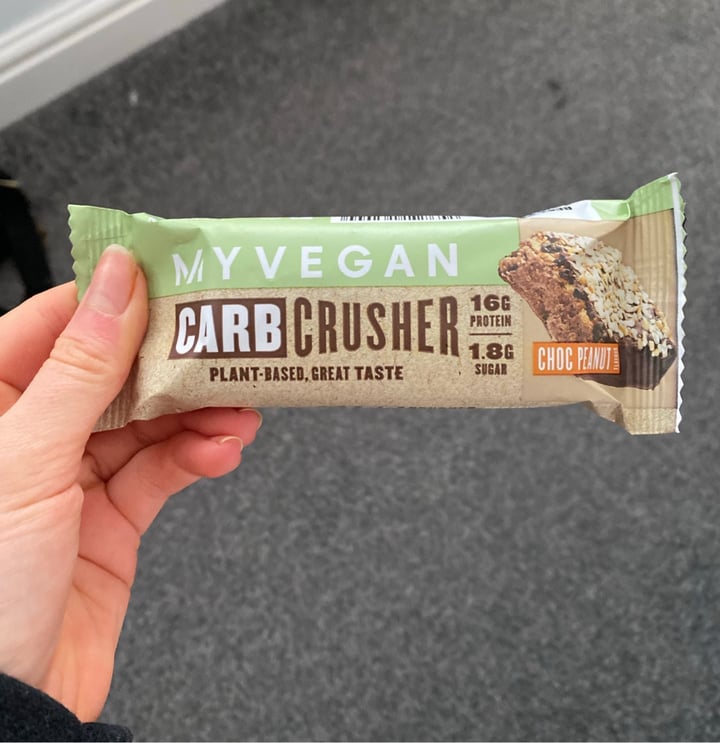 MYVEGAN
CARB CRUSHER
PLANT-BASED, GREAT TASTE
16G
PROTEIN
1.8G
SUGAR
CHOC PEANUT